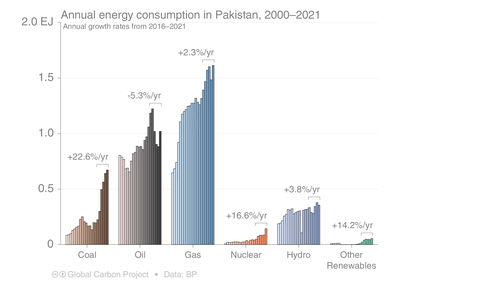 Annual energy consumption in Pakistan, 2000–2021
2.0 EJ
Annual growth rates from 2016–2021
+2.3%/yr
1.5
-5.3%/yr
1.0
+22.6%/yr
0.5
+3.8%/yr
+16.6%/yr
+14.2%/yr
0
Coal
Oil
Gas
Nuclear
Hydro
Other
Renewables
Global Carbon Project • Data: BP